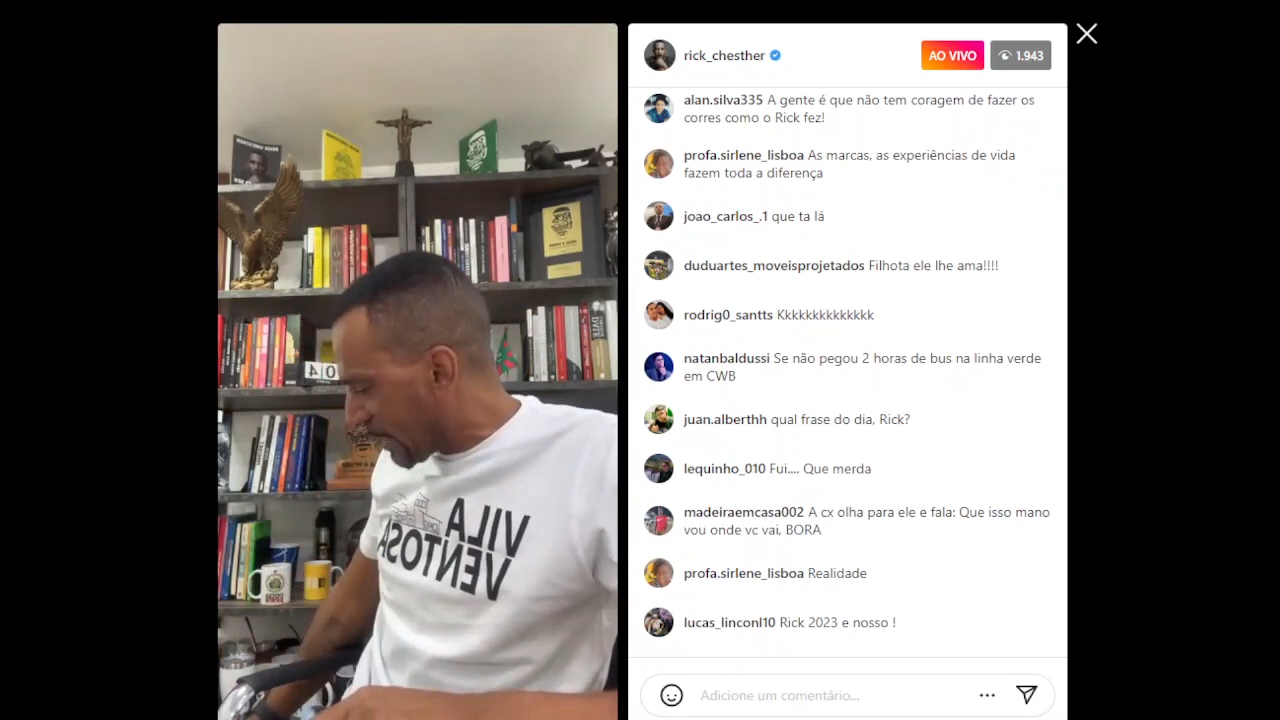 rick_chesther
AO VIVO
1.943
alan.silva335 A gente é que não tem coragem de fazer os
corres como o Rick fez!
profa.sirlene_lisboa As marcas, as experiências de vida
fazem toda a diferença
joao_carlos_.1 que ta lá
duduartes_moveisprojetados Filhota ele lhe ama!!!!
rodrig0_santts Kkkkkkkkkkkkkk
natanbaldussi Se não pegou 2 horas de bus na linha verde
em CWB
juan.alberthh qual frase do dia, Rick?
lequinho_010 Fui.... Que merda
madeiraemcasa002 A cx olha para ele e fala: Que isso mano
vou onde vc vai, BORA
profa.sirlene_lisboa Realidade
lucas_linconl10 Rick 2023 e nosso !
Adicione um comentário...
VILA
VENTOSA
04